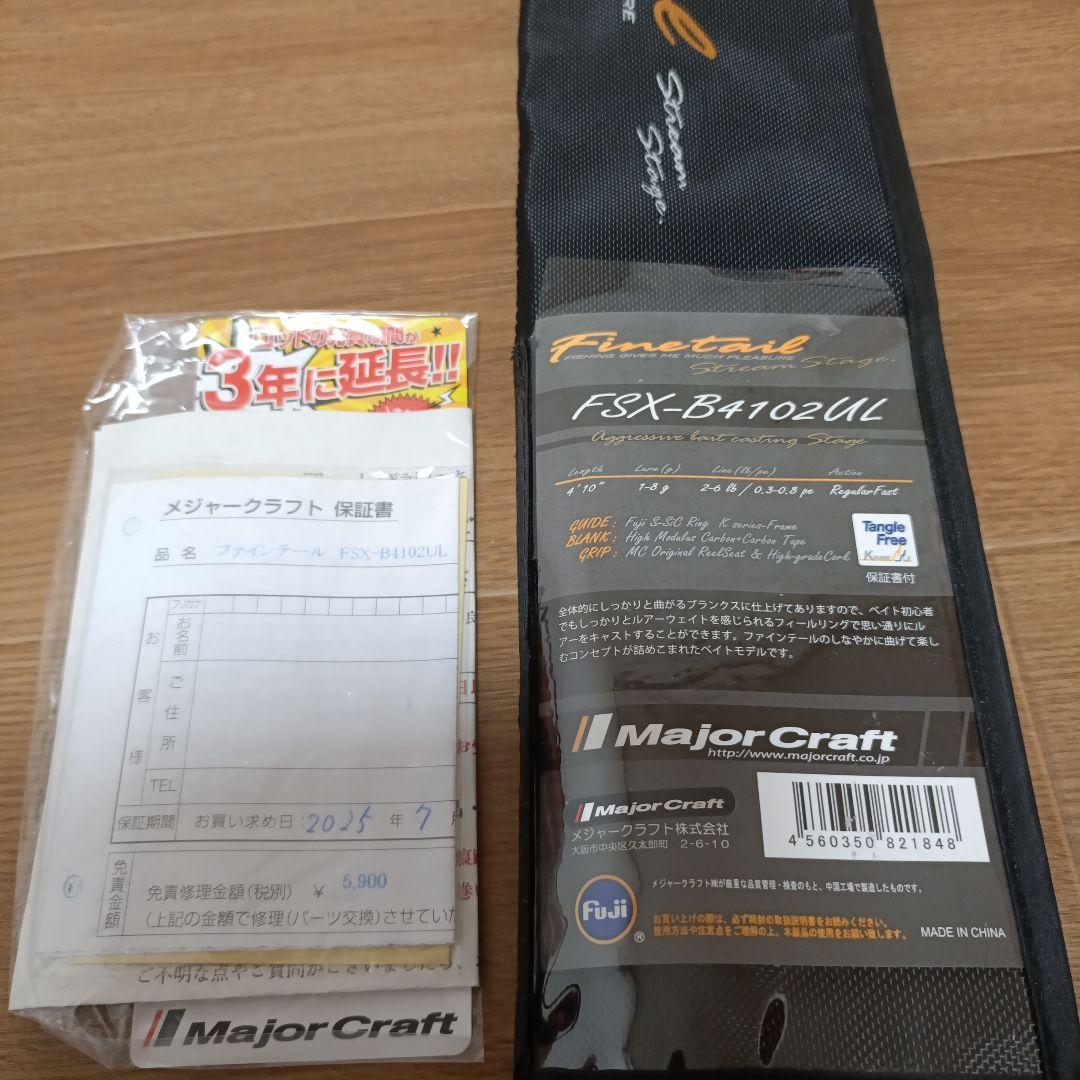 ロッドの免責期間が
3年に延長!!
メジャークラフト 保証書
品 名 ファインテール FSX-B4102UL
フリガナ
お名前
お客様
ご住所
TEL
保証期間 お買い求め日:2025 年 7
免責金額
免責修理金額(税別) ¥ 5,900
(上記の金額で修理(パーツ交換)させてい
ご不明な点やご質問がございましたら、
Major Craft
RE
Stream
Stage.
Finetail
FISHING GIVES ME MUCH PLEASURE
Stream Stage.
FSX-B4102UL
Aggressive bait casting Stage
Length Lure(g) Line(lb/pe) Action
4'10" 1-8 g 2-6 lb / 0.3-0.8 pe RegularFast
GUIDE : Fuji S-SiC Ring K series-Frame
BLANK : High Modulus Carbon+Carbon Tape
GRIP : MC Original ReelSeat & High-gradeCork
Tangle
Free
保証書付
全体的にしっかりと曲がるブランクスに仕上げてありますので、ベイト初心者
でもしっかりとルアーウェイトを感じられるフィールリングで思い通りにル
アーをキャストすることができます。ファインテールのしなやかに曲げて楽し
むコンセプトが詰めこまれたベイトモデルです。
Major Craft
http://www.majorcraft.co.jp
Major Craft
メジャークラフト株式会社
大阪市中央区久太郎町 2-6-10
4 560350 821848
メジャークラフト㈱が厳重な品質管理・検査のもと、中国工場で製造したものです。
Fuji
®
お買い上げの際は、必ず同封の取扱説明書をお読みください。
使用方法や注意点をご理解の上、本製品の使用をお願い致します。
MADE IN CHINA